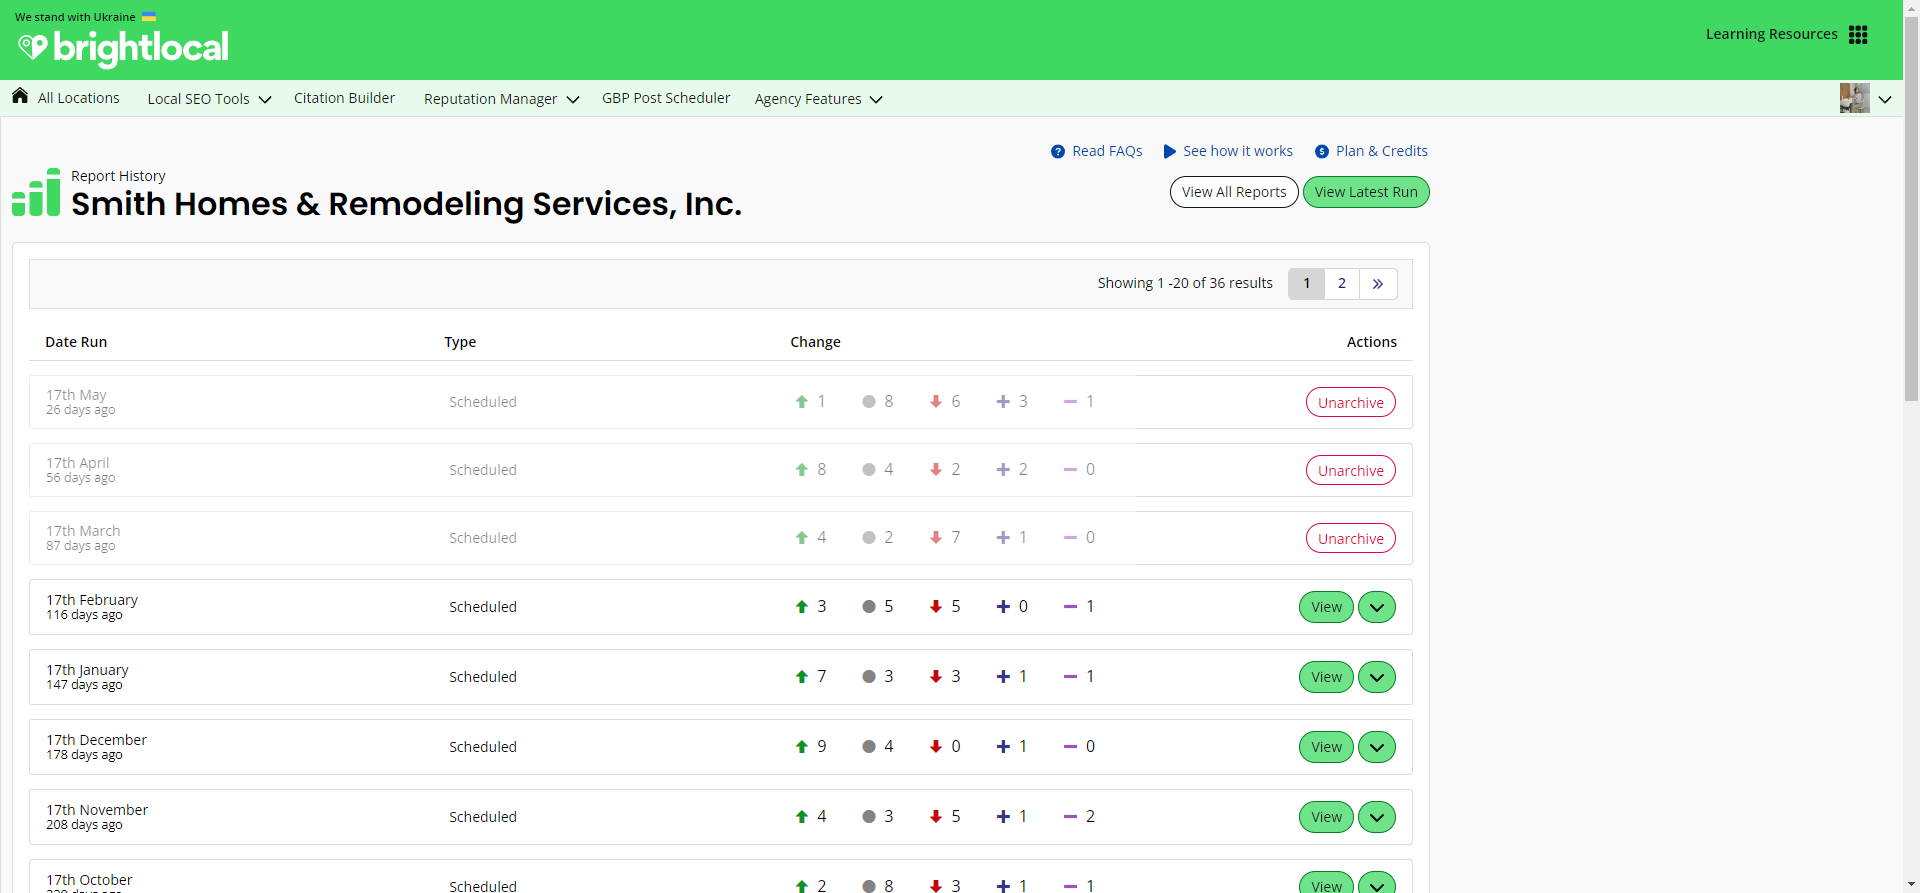 We stand with Ukraine
brightlocal
Learning Resources
All Locations Local SEO Tools Citation Builder Reputation Manager GBP Post Scheduler Agency Features
Read FAQs See how it works Plan & Credits
Report History
Smith Homes & Remodeling Services, Inc.
View All Reports View Latest Run
Showing 1 -20 of 36 results 1 2 »
Date Run Type Change Actions
17th May
26 days ago
Scheduled 1 8 6 3 1 Unarchive
17th April
56 days ago
Scheduled 8 4 2 2 0 Unarchive
17th March
87 days ago
Scheduled 4 2 7 1 0 Unarchive
17th February
116 days ago
Scheduled 3 5 5 0 1 View
17th January
147 days ago
Scheduled 7 3 3 1 1 View
17th December
178 days ago
Scheduled 9 4 0 1 0 View
17th November
208 days ago
Scheduled 4 3 5 1 2 View
17th October
Scheduled 2 8 3 1 1 View